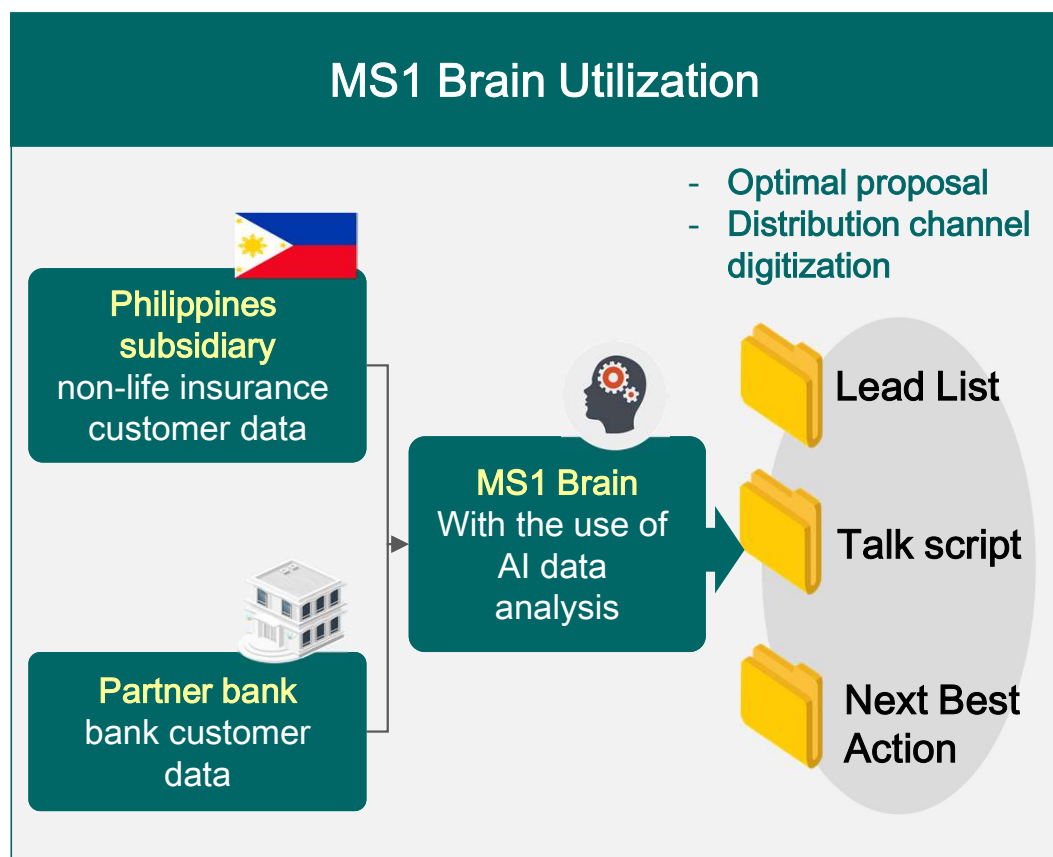 MS1 Brain Utilization
- Optimal proposal
- Distribution channel
digitization
Philippines
subsidiary
non-life insurance
customer data
Partner bank
bank customer
data
MS1 Brain
With the use of
AI data
analysis
Lead List
Talk script
Next Best
Action